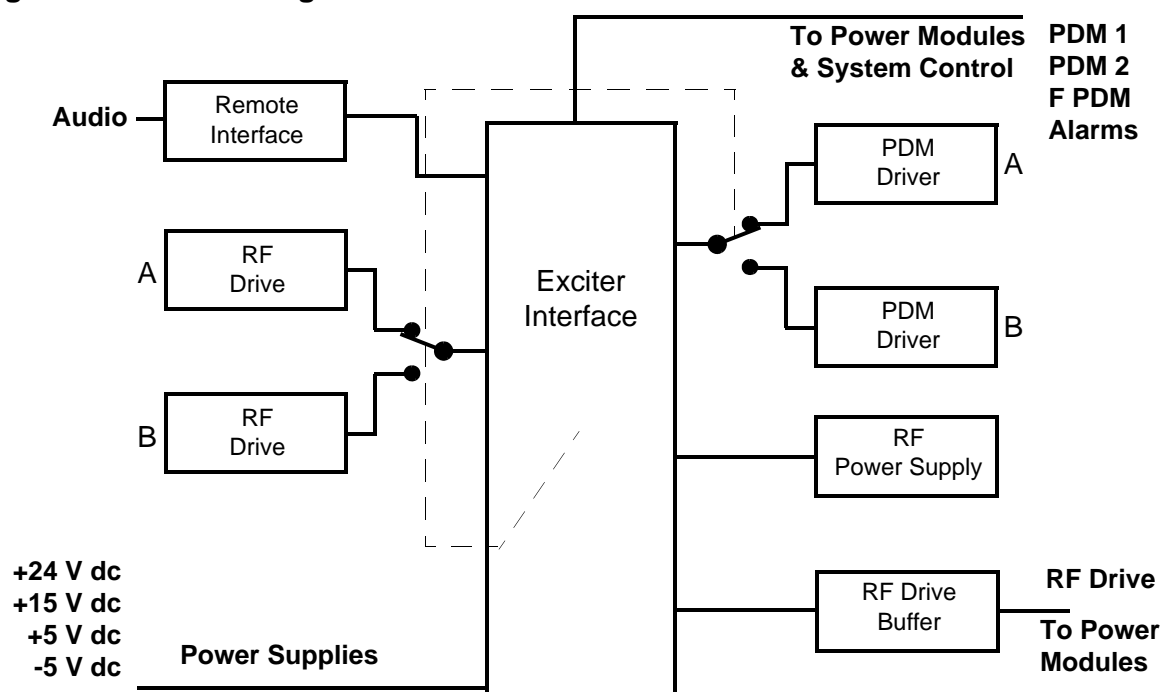 To Power Modules
& System Control
PDM 1
PDM 2
F PDM
Alarms
Audio
Remote
Interface
PDM
Driver
A
A
RF
Drive
Exciter
Interface
PDM
Driver
B
B
RF
Drive
RF
Power Supply
+24 V dc
+15 V dc
+5 V dc
-5 V dc
Power Supplies
RF Drive
Buffer
RF Drive
To Power
Modules